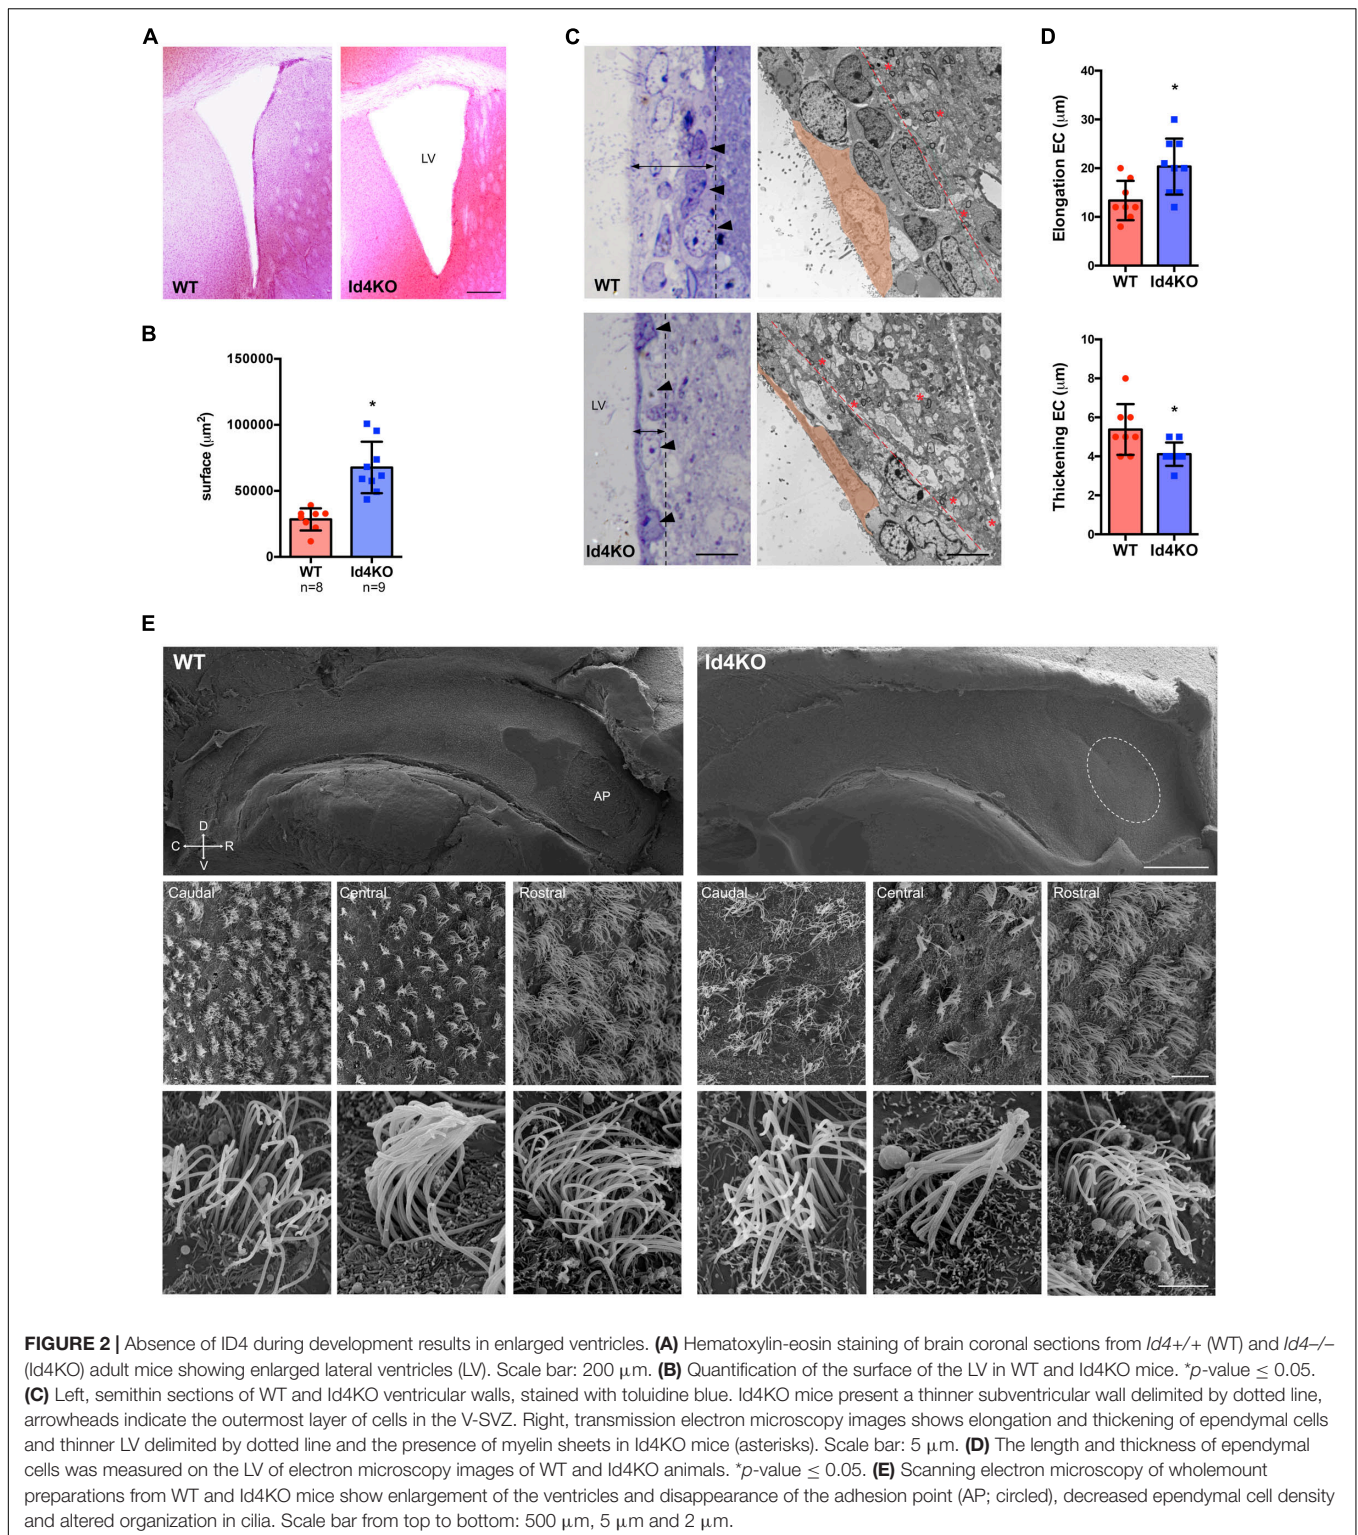 A
WT
LV
Id4KO
B
150000
100000
50000
0
surface (μm²)
*
WT
Id4KO
n=8
n=9
C
WT
LV
Id4KO
D
40
30
20
10
0
Elongation EC (μm)
*
WT Id4KO
10
8
6
4
2
0
Thickening EC (μm)
*
WT Id4KO
E
WT
AP
D
C R
V
Id4KO
Caudal
Central
Rostral
Caudal
Central
Rostral
FIGURE 2 | Absence of ID4 during development results in enlarged ventricles. (A) Hematoxylin-eosin staining of brain coronal sections from Id4+/+ (WT) and Id4–/–
(Id4KO) adult mice showing enlarged lateral ventricles (LV). Scale bar: 200 μm. (B) Quantification of the surface of the LV in WT and Id4KO mice. *p-value ≤ 0.05.
(C) Left, semithin sections of WT and Id4KO ventricular walls, stained with toluidine blue. Id4KO mice present a thinner subventricular wall delimited by dotted line,
arrowheads indicate the outermost layer of cells in the V-SVZ. Right, transmission electron microscopy images shows elongation and thickening of ependymal cells
and thinner LV delimited by dotted line and the presence of myelin sheets in Id4KO mice (asterisks). Scale bar: 5 μm. (D) The length and thickness of ependymal
cells was measured on the LV of electron microscopy images of WT and Id4KO animals. *p-value ≤ 0.05. (E) Scanning electron microscopy of wholemount
preparations from WT and Id4KO mice show enlargement of the ventricles and disappearance of the adhesion point (AP; circled), decreased ependymal cell density
and altered organization in cilia. Scale bar from top to bottom: 500 μm, 5 μm and 2 μm.